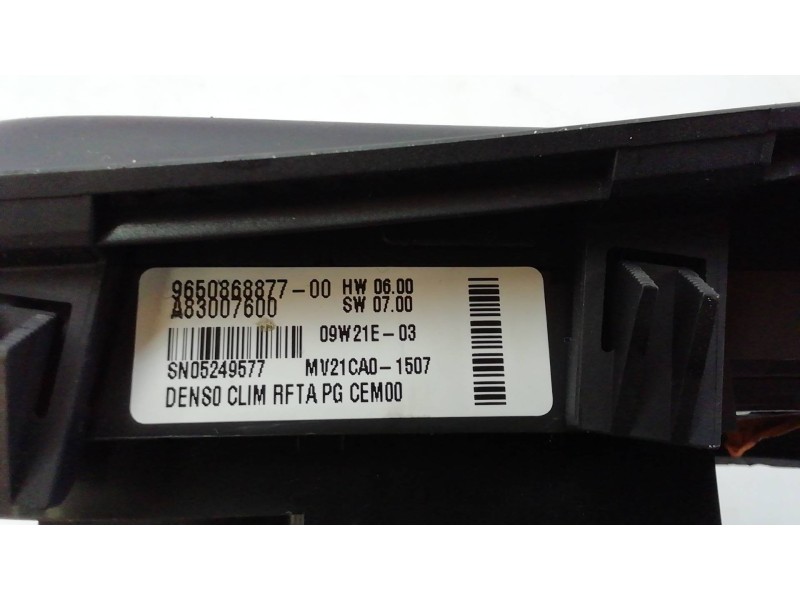 9650868877-00 HW 06.00
A83007600 SW 07.00
09W21E-03
SN05249577 MV21CA0-1507
DENSO CLIM RFTA PG CEM00